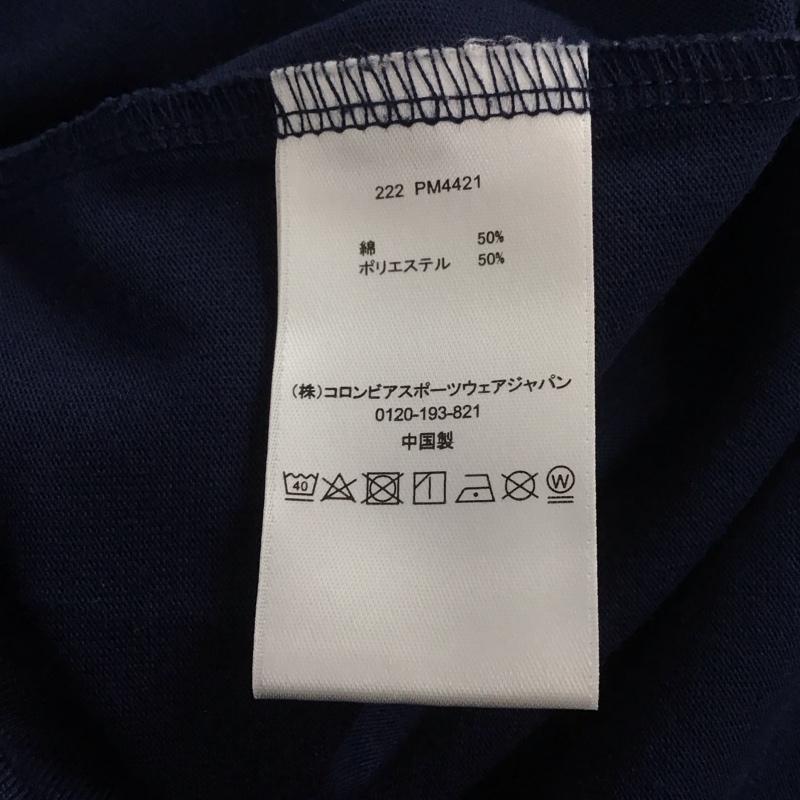 222 PM4421
綿 50%
ポリエステル 50%
(株)コロンビアスポーツウェアジャパン
0120-193-821
中国製
40 W